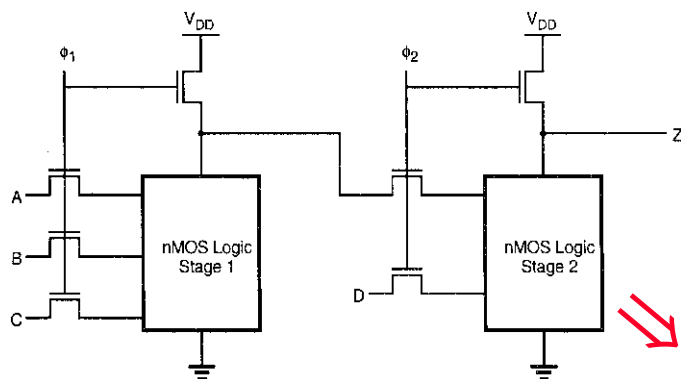 V_DD V_DD
ϕ₁ ϕ₂
Z
A
nMOS Logic
Stage 1
nMOS Logic
Stage 2
B
D
C